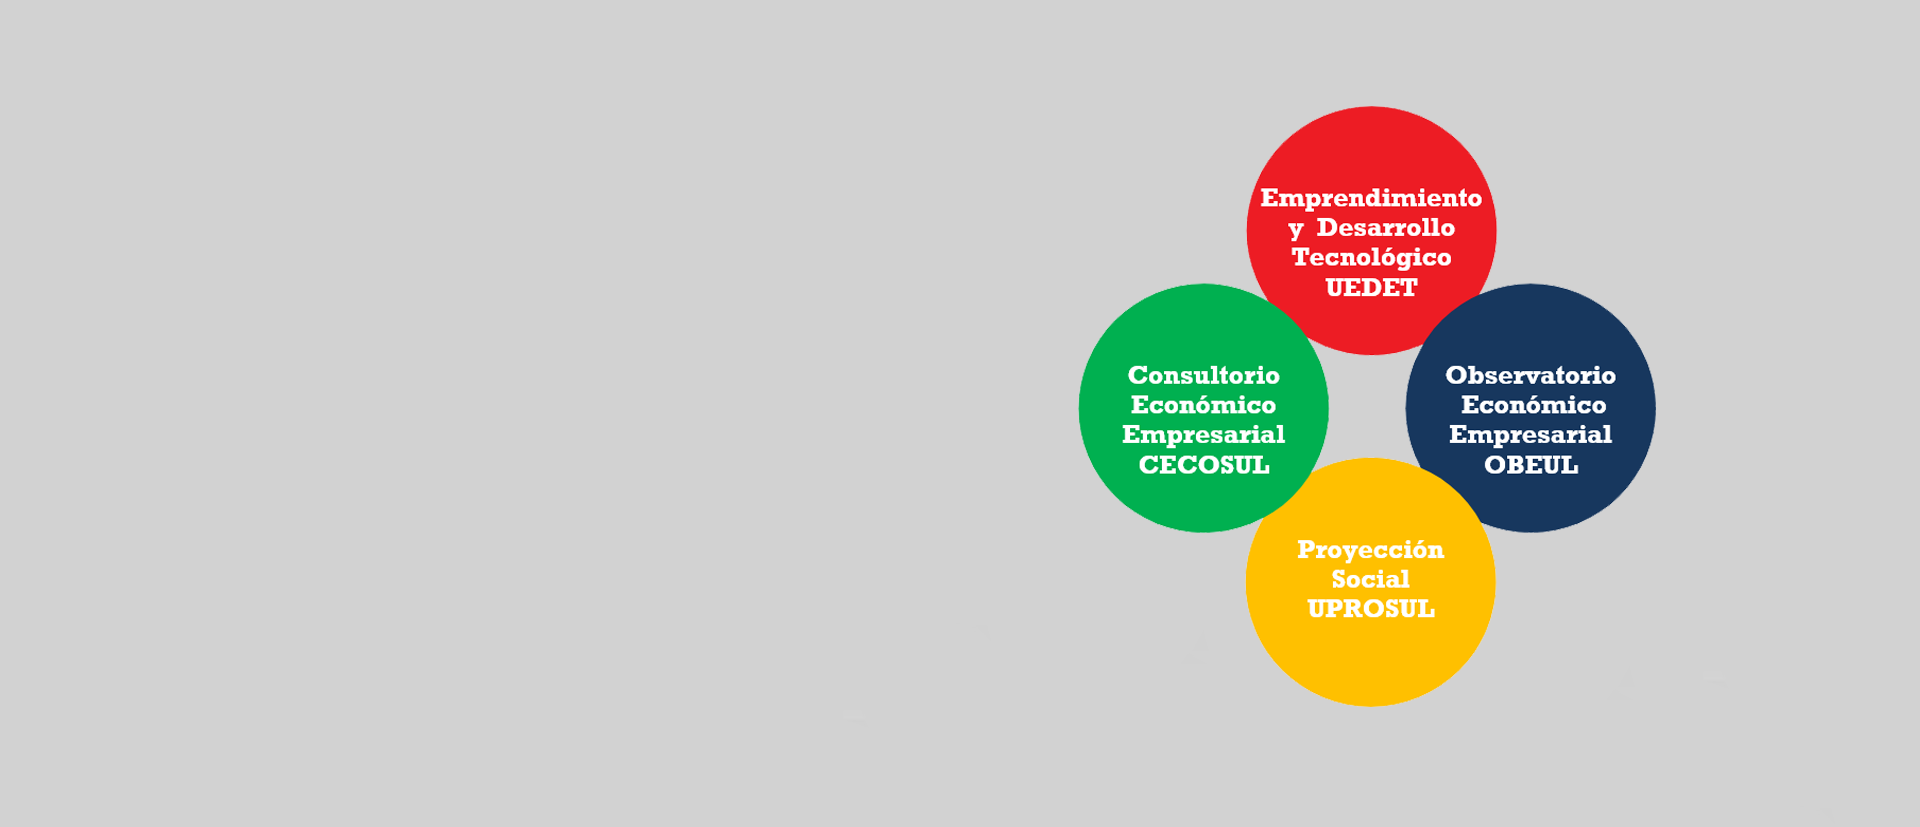 Emprendimiento
y Desarrollo
Tecnológico
UEDET
Consultorio
Económico
Empresarial
CECOSUL
Observatorio
Económico
Empresarial
OBEUL
Proyección
Social
UPROSUL